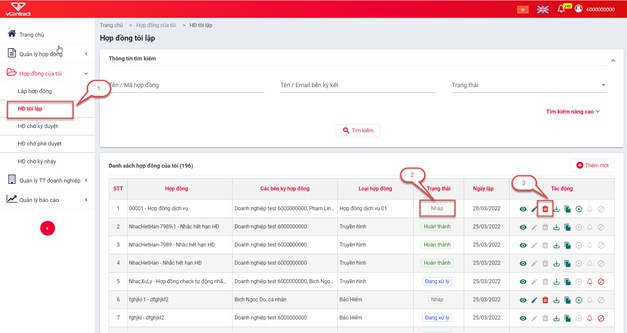 vContract
241
6000000000
Trang chủ
Quản lý hợp đồng
Hợp đồng của tôi
Lập hợp đồng
HĐ tôi lập
HĐ chờ ký duyệt
HĐ chờ phê duyệt
HĐ chờ ký nháy
Quản lý TT doanh nghiệp
Quản lý báo cáo
1
Trang chủ > Hợp đồng của tôi > HĐ tôi lập
Hợp đồng tôi lập
Thông tin tìm kiếm
Tên / Mã hợp đồng
Tên / Email bên ký kết
Trạng thái
Tìm kiếm nâng cao
Tìm kiếm
Danh sách hợp đồng của tôi (196)
2
3
Thêm mới
STT Hợp đồng Các bên ký hợp đồng Loại hợp đồng Trạng thái Ngày lập Tác động
1 00001 - Hợp đồng dịch vụ Doanh nghiệp test 6000000000, Phạm Lin... Hợp đồng dịch vụ 01 Nháp 28/03/2022
2 NhacHetHan-7989-1 - Nhắc hết hạn HĐ Doanh nghiệp test 6000000000 Truyền hình Hoàn thành 25/03/2022
3 NhacHetHan-7989 - Nhắc hết hạn HĐ Doanh nghiệp test 6000000000 Truyền hình Hoàn thành 25/03/2022
4 NhacHetHan - Nhắc hết hạn HĐ Doanh nghiệp test 6000000000 Truyền hình Hoàn thành 25/03/2022
5 NhacXuLy - Hợp đồng check tự động nhắ... Doanh nghiệp test 6000000000, Bich Ngo... Truyền hình Đang xử lý 25/03/2022
6 fghjkl-1 - dfghjkl2 Bich Ngoc Do, cá nhân Bảo Hiểm Nháp 25/03/2022
7 fghjkl - dfghjkl Doanh nghiệp test 6000000000 Bảo Hiểm Đang xử lý 25/03/2022